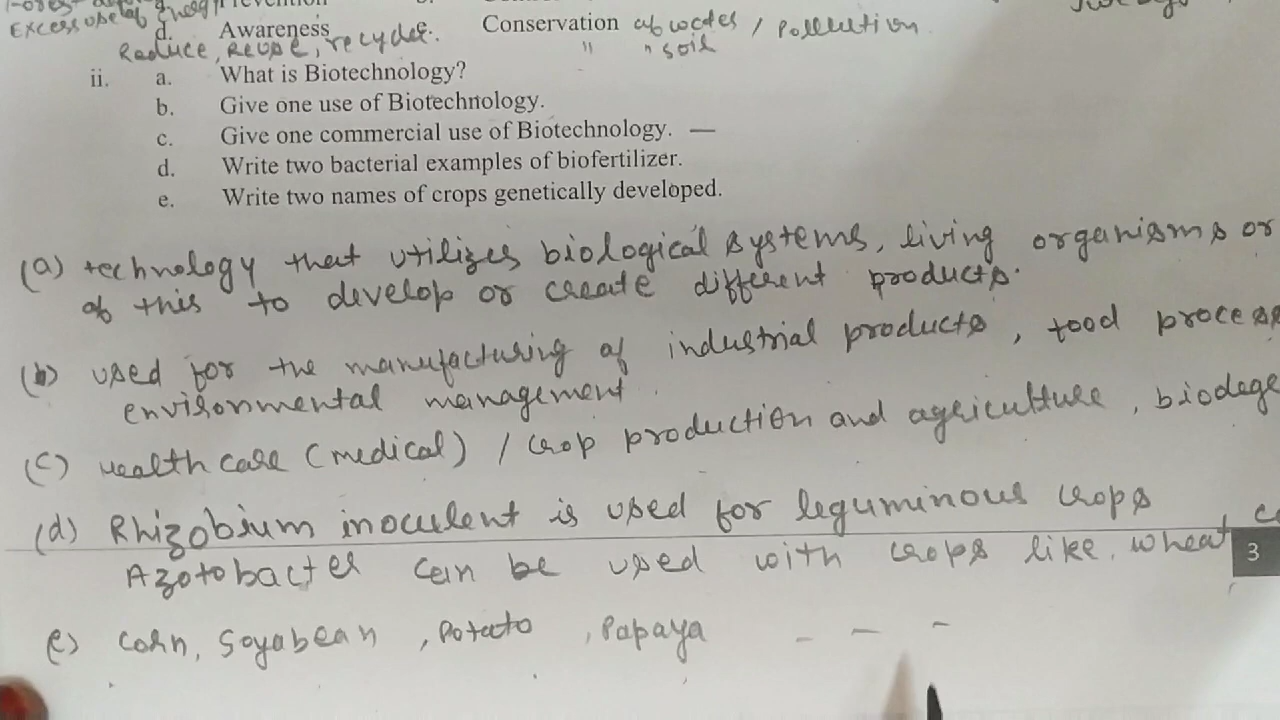 Excess use of energy Prevention
d. Awareness e. Conservation of water / Pollution
Reduce, Reuse, recycle. " " soil
ii. a. What is Biotechnology?
b. Give one use of Biotechnology.
c. Give one commercial use of Biotechnology. —
d. Write two bacterial examples of biofertilizer.
e. Write two names of crops genetically developed.
(a) technology that utilizes biological systems, living organisms or
of this to develop or create different products.
(b) used for the manufacturing of industrial products, food process
environmental management.
(c) Health care (medical) / Crop production and agriculture, biodege
(d) Rhizobium inoculent is used for leguminous crops
Azotobacter can be used with crops like wheat,
3
e) Corn, Soyabean, Potato, Papaya - - -